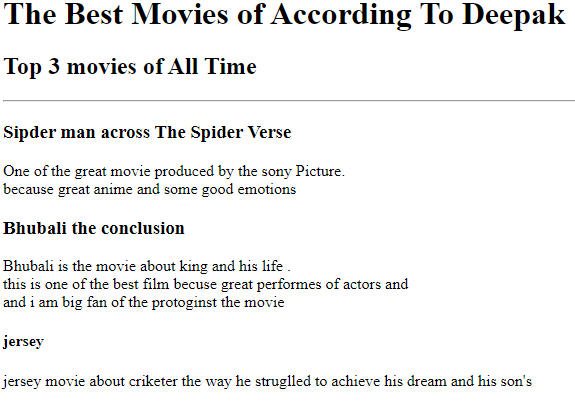 The Best Movies of According To Deepak
Top 3 movies of All Time
Sipder man across The Spider Verse
One of the great movie produced by the sony Picture.
because great anime and some good emotions
Bhubali the conclusion
Bhubali is the movie about king and his life .
this is one of the best film becuse great performes of actors and
and i am big fan of the protoginst the movie
jersey
jersey movie about criketer the way he struglled to achieve his dream and his son's